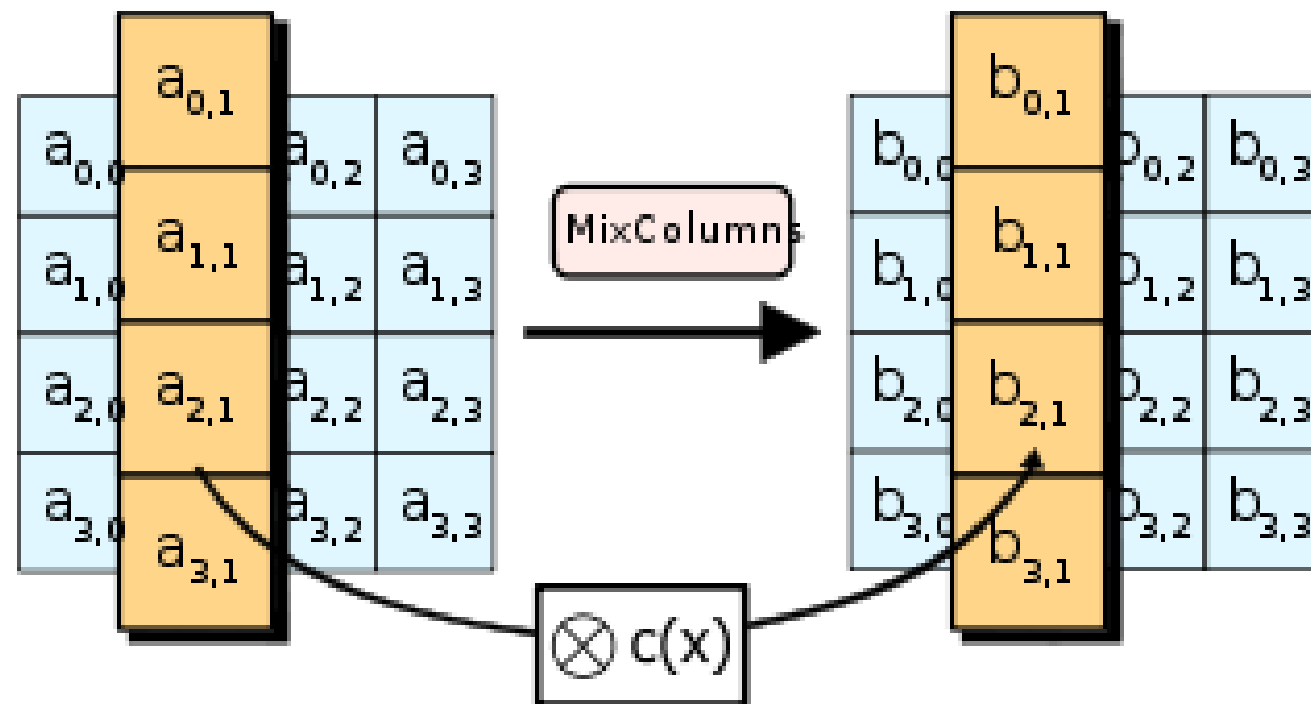 a0,1
a0,0 a0,2 a0,3
a1,1
a1,0 a1,2 a1,3
a2,1
a2,0 a2,2 a2,3
a3,0 a3,2 a3,3
a3,1
MixColumns
⊗ c(x)
b0,1
b0,0 b0,2 b0,3
b1,1
b1,0 b1,2 b1,3
b2,1
b2,0 b2,2 b2,3
b3,0 b3,2 b3,3
b3,1